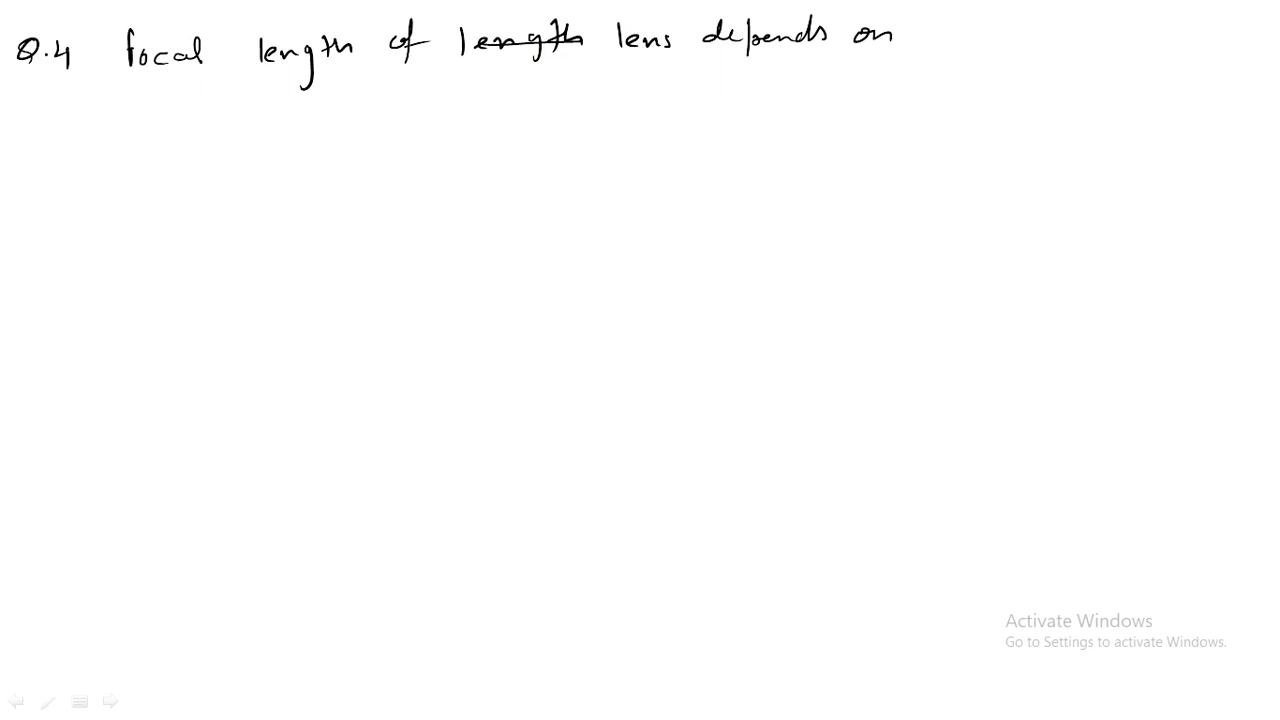 Q.4 focal length of length lens depends on
Activate Windows
Go to Settings to activate Windows.